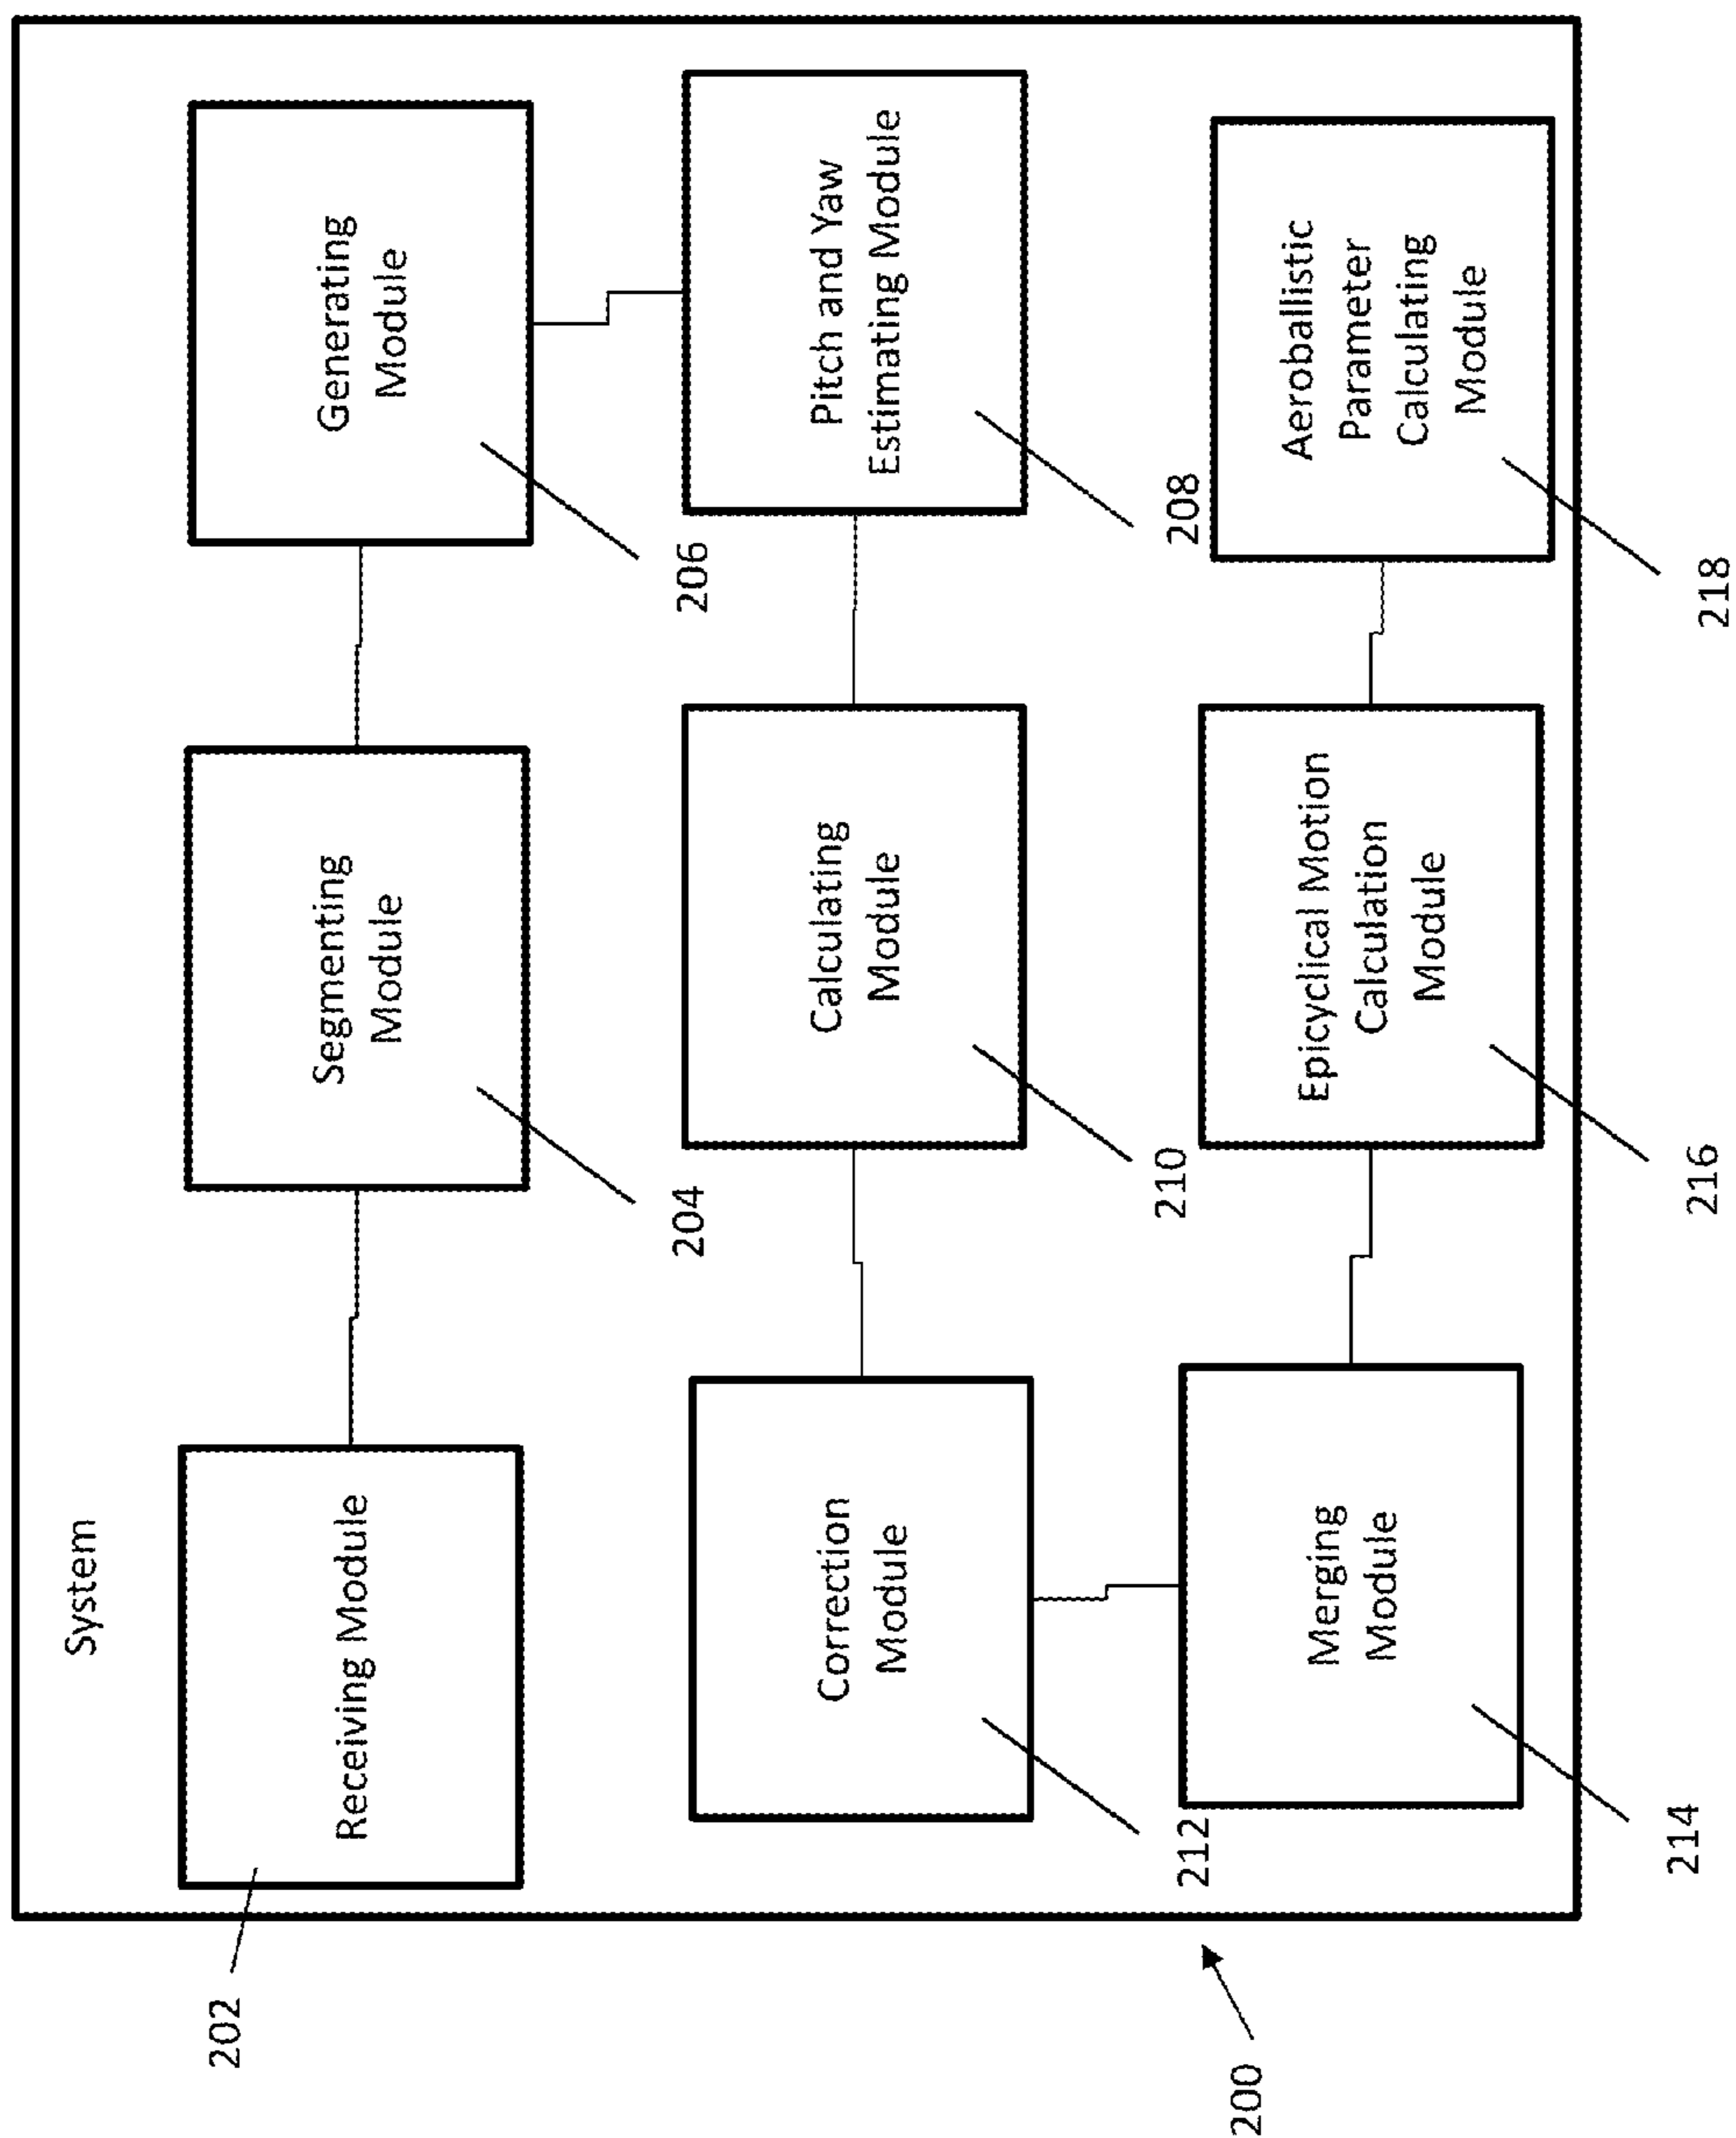 System
Receiving Module
202
Segmenting
Module
204
Generating
Module
206
Correction
Module
212
Calculating
Module
210
Pitch and Yaw
Estimating Module
208
Merging
Module
214
Epicyclical Motion
Calculation
Module
216
Aeroballistic
Parameter
Calculating
Module
218
200